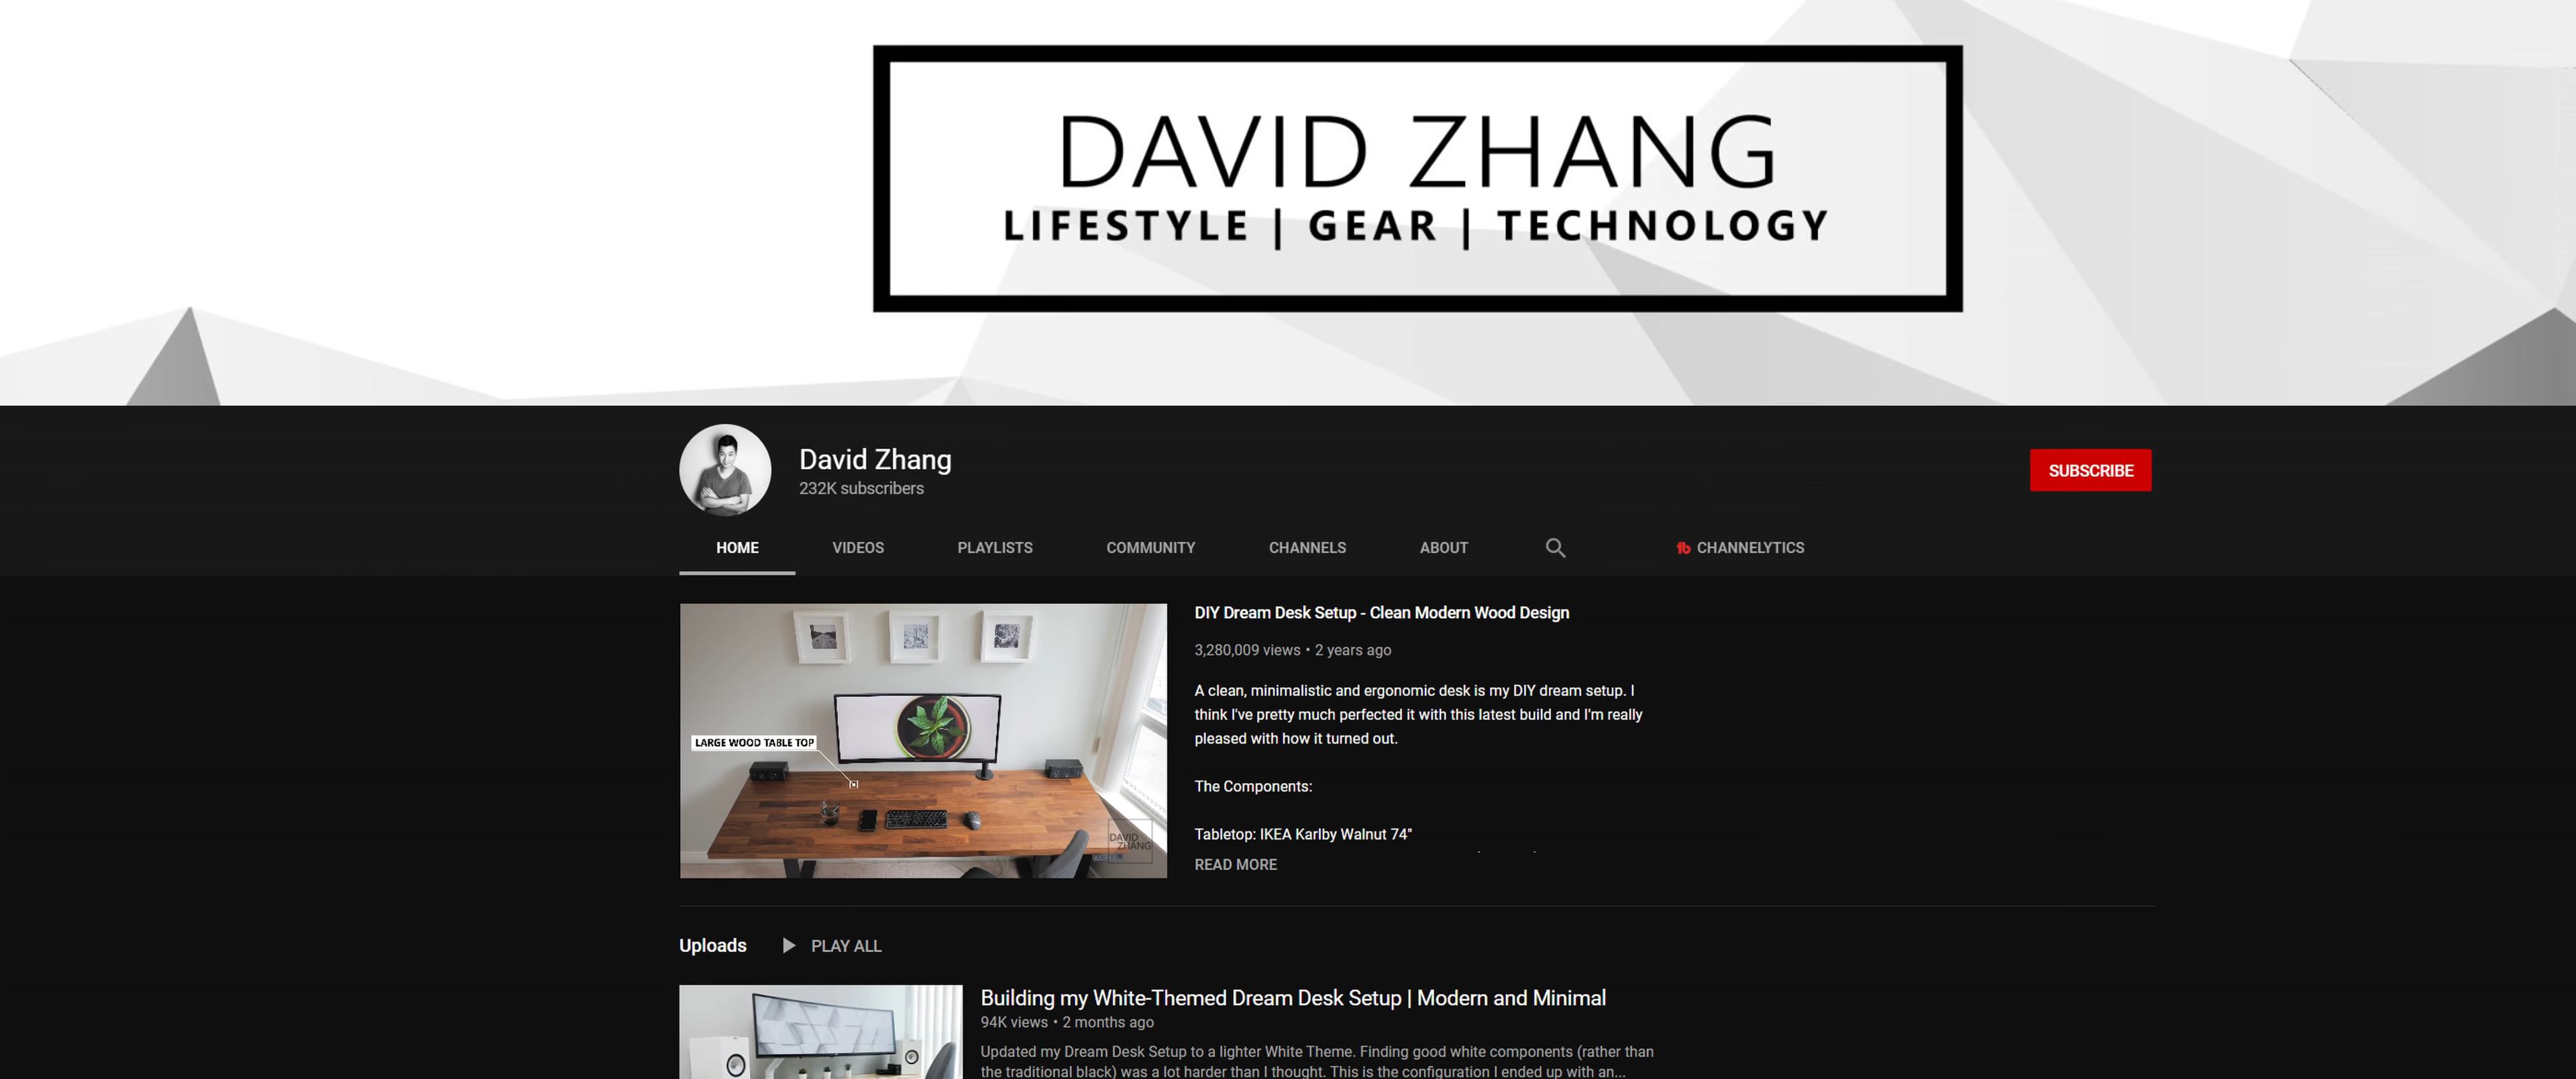 DAVID ZHANG
LIFESTYLE | GEAR | TECHNOLOGY
David Zhang
232K subscribers
SUBSCRIBE
HOME VIDEOS PLAYLISTS COMMUNITY CHANNELS ABOUT CHANNELYTICS
LARGE WOOD TABLE TOP
DAVID
ZHANG
DIY Dream Desk Setup - Clean Modern Wood Design
3,280,009 views • 2 years ago
A clean, minimalistic and ergonomic desk is my DIY dream setup. I
think I've pretty much perfected it with this latest build and I'm really
pleased with how it turned out.
The Components:
Tabletop: IKEA Karlby Walnut 74"
READ MORE
Uploads PLAY ALL
Building my White-Themed Dream Desk Setup | Modern and Minimal
94K views • 2 months ago
Updated my Dream Desk Setup to a lighter White Theme. Finding good white components (rather than
the traditional black) was a lot harder than I thought. This is the configuration I ended up with an...